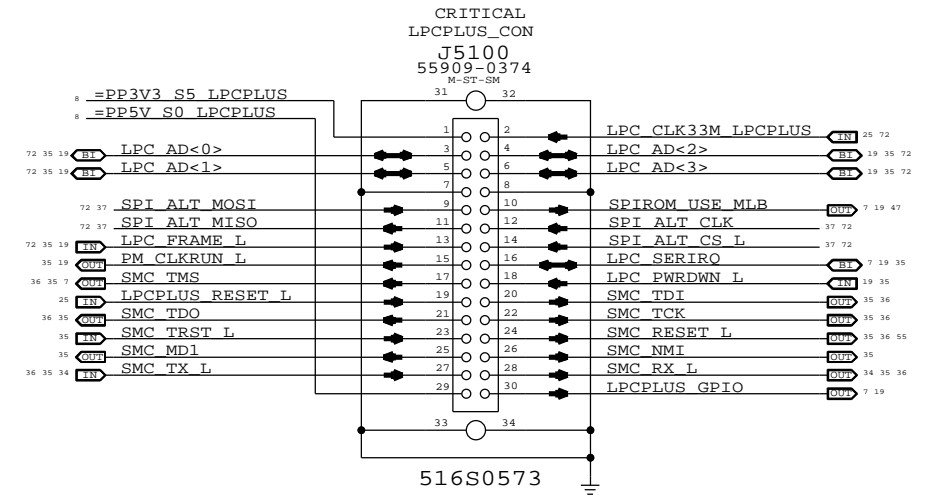 CRITICAL
LPCPLUS_CON
J5100
55909-0374
M-ST-SM
31 32
8 =PP3V3_S5_LPCPLUS
8 =PP5V_S0_LPCPLUS
1 2 LPC_CLK33M_LPCPLUS IN 25 72
72 35 19 BI LPC_AD<0> 3 4 LPC_AD<2> BI 19 35 72
72 35 19 BI LPC_AD<1> 5 6 LPC_AD<3> BI 19 35 72
7 8
72 37 SPI_ALT_MOSI 9 10 SPIROM_USE_MLB OUT 7 19 47
72 37 SPI_ALT_MISO 11 12 SPI_ALT_CLK 37 72
72 35 19 IN LPC_FRAME_L 13 14 SPI_ALT_CS_L 37 72
35 19 OUT PM_CLKRUN_L 15 16 LPC_SERIRQ BI 7 19 35
36 35 7 OUT SMC_TMS 17 18 LPC_PWRDWN_L IN 19 35
25 IN LPCPLUS_RESET_L 19 20 SMC_TDI OUT 35 36
36 35 OUT SMC_TDO 21 22 SMC_TCK OUT 35 36
35 IN SMC_TRST_L 23 24 SMC_RESET_L OUT 35 36 55
35 OUT SMC_MD1 25 26 SMC_NMI OUT 35
36 35 34 IN SMC_TX_L 27 28 SMC_RX_L OUT 34 35 36
29 30 LPCPLUS_GPIO OUT 7 19
33 34
516S0573